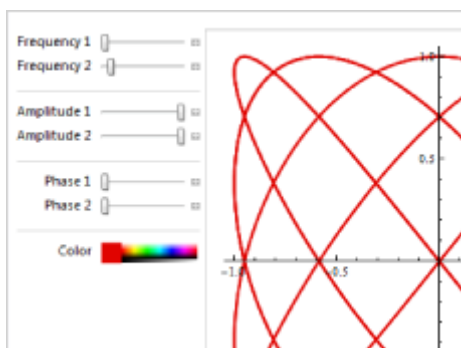 Frequency 1
Frequency 2
Amplitude 1
Amplitude 2
Phase 1
Phase 2
Color
1.0
0.5
-1.0
-0.5